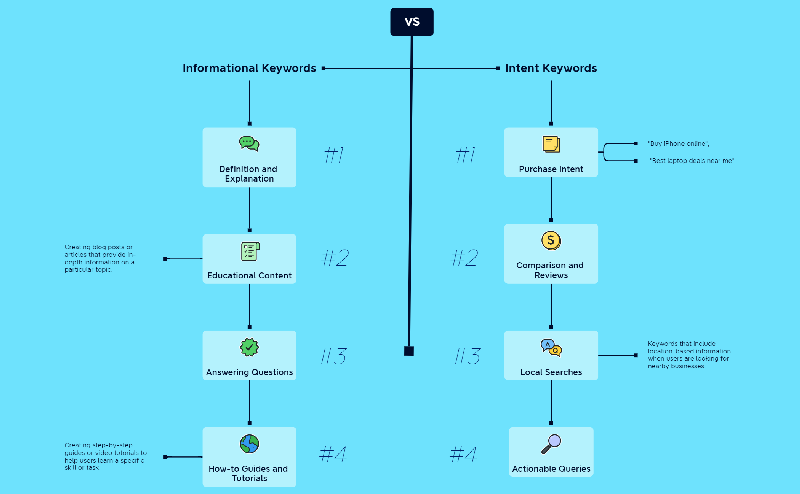 VS
Informational Keywords
Intent Keywords
#1
Definition and
Explanation
#2
Educational Content
Creating blog posts or
articles that provide in-
depth information on a
particular topic.
#3
Answering Questions
#4
How-to Guides and
Tutorials
Creating step-by-step
guides or video tutorials to
help users learn a specific
skill or task.
#1
Purchase Intent
"Buy iPhone online",
"Best laptop deals near me"
#2
Comparison and
Reviews
#3
Local Searches
Keywords that include
location-based information
when users are looking for
nearby businesses.
#4
Actionable Queries